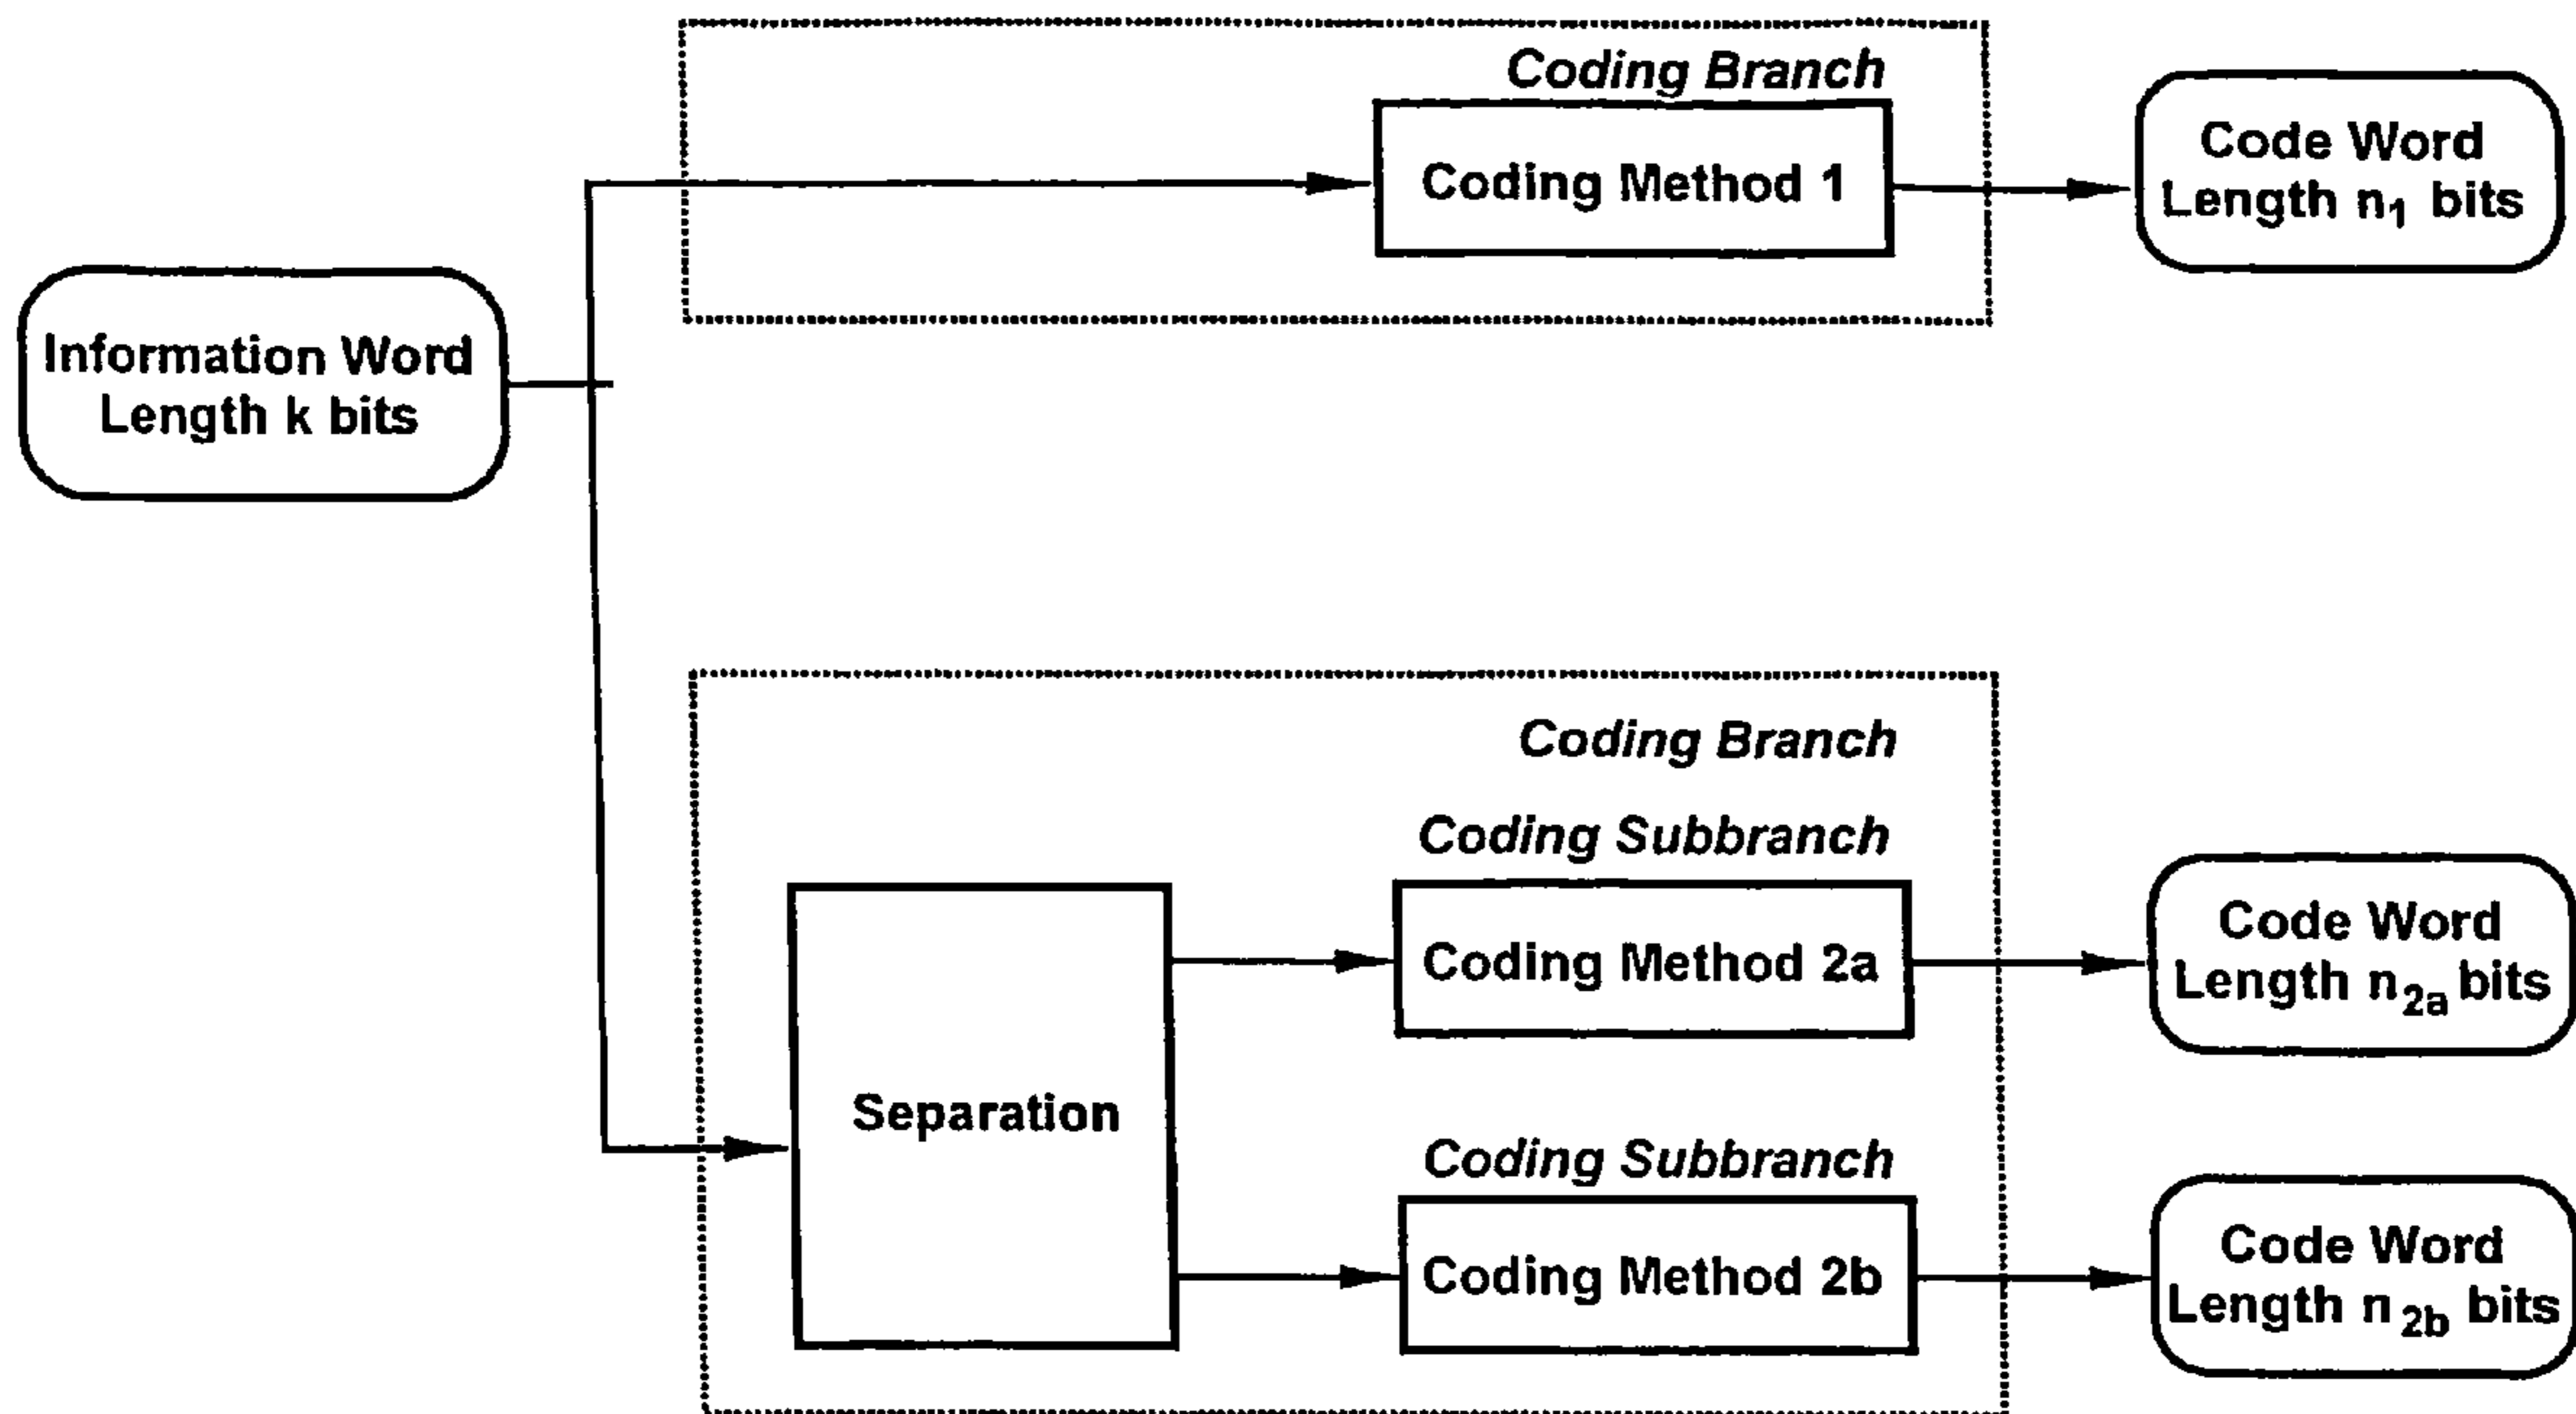 Coding Branch
Coding Method 1
Code Word
Length n₁ bits
Information Word
Length k bits
Coding Branch
Coding Subbranch
Coding Method 2a
Code Word
Length n₂ₐ bits
Separation
Coding Subbranch
Coding Method 2b
Code Word
Length n_2b bits